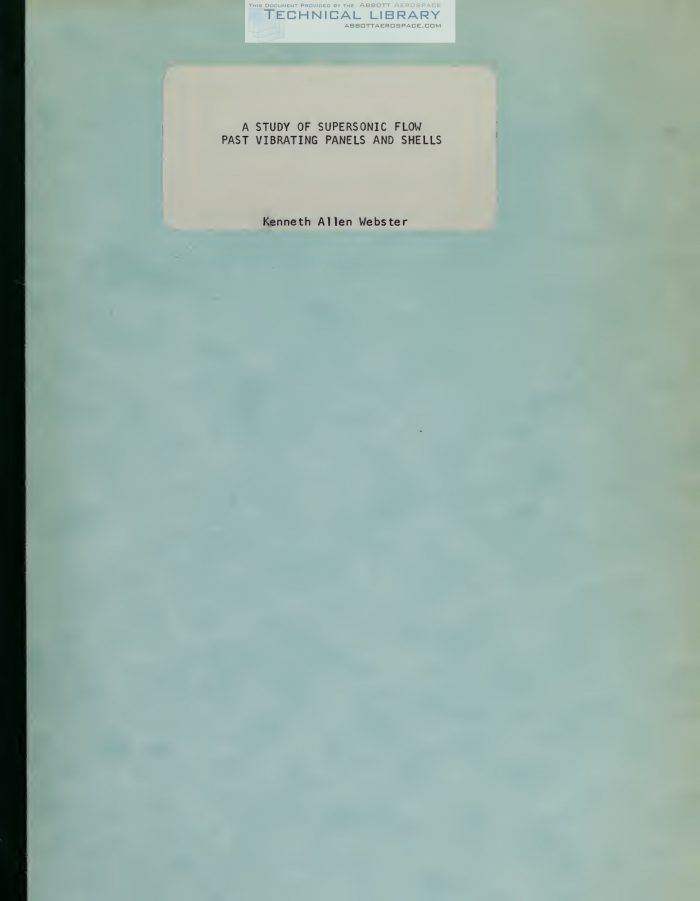 This Document Provided by the Abbott Aerospace
TECHNICAL LIBRARY
ABBOTTAEROSPACE.COM
A STUDY OF SUPERSONIC FLOW
PAST VIBRATING PANELS AND SHELLS
Kenneth Allen Webster